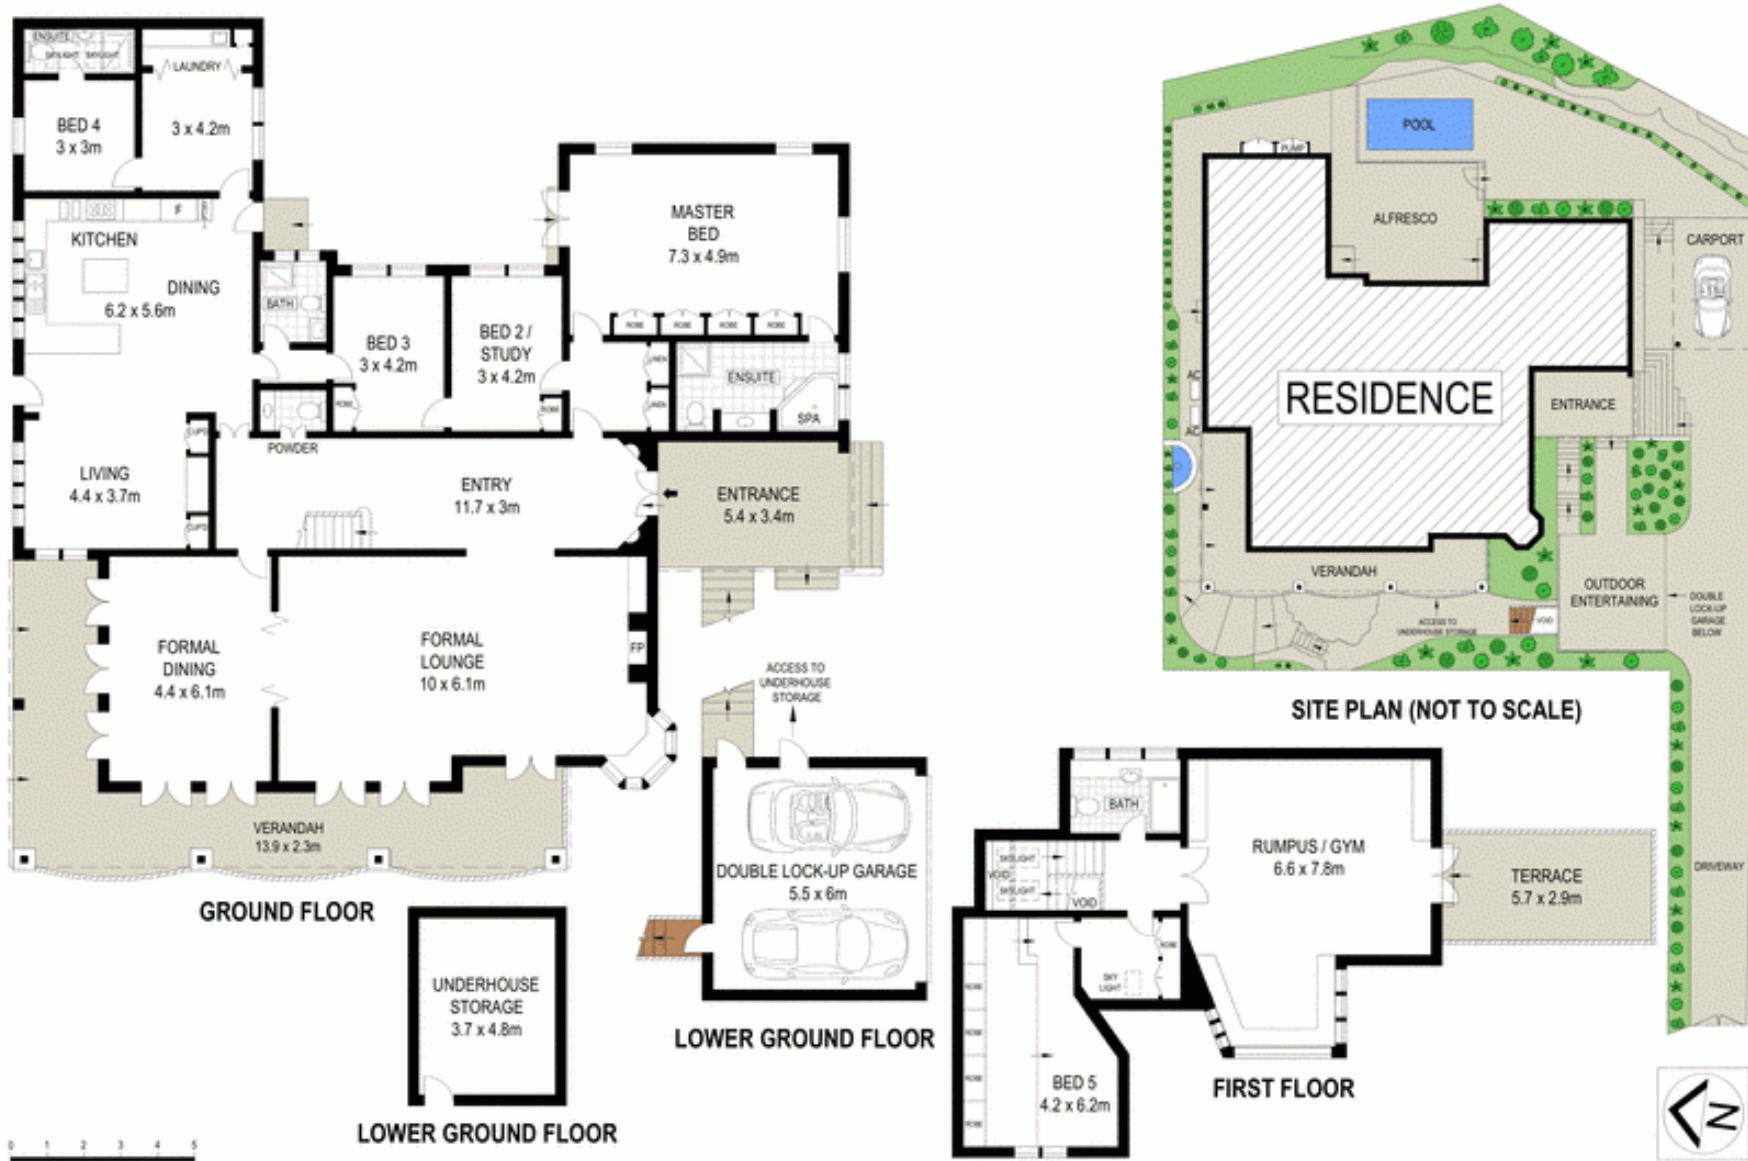 ENSUITE
SKYLIGHT SKYLIGHT
LAUNDRY
3 x 4.2m
BED 4
3 x 3m
KITCHEN
F
DINING
6.2 x 5.6m
BATH
BED 3
3 x 4.2m
ROBE
BED 2 /
STUDY
3 x 4.2m
ROBE
MASTER
BED
7.3 x 4.9m
ROBE ROBE ROBE ROBE
LINEN
LINEN
ENSUITE
SPA
POWDER
CUPD
CUPD
LIVING
4.4 x 3.7m
ENTRY
11.7 x 3m
ENTRANCE
5.4 x 3.4m
FORMAL
DINING
4.4 x 6.1m
FORMAL
LOUNGE
10 x 6.1m
FP
VERANDAH
13.9 x 2.3m
GROUND FLOOR
ACCESS TO
UNDERHOUSE
STORAGE
DOUBLE LOCK-UP GARAGE
5.5 x 6m
LOWER GROUND FLOOR
UNDERHOUSE
STORAGE
3.7 x 4.8m
LOWER GROUND FLOOR
0 1 2 3 4 5
POOL
PUMP
ALFRESCO
CARPORT
RESIDENCE
AC
AC
ENTRANCE
VERANDAH
OUTDOOR
ENTERTAINING
DOUBLE
LOCK-UP
GARAGE
BELOW
ACCESS TO
UNDERHOUSE STORAGE
VOID
DRIVEWAY
SITE PLAN (NOT TO SCALE)
BATH
RUMPUS / GYM
6.6 x 7.8m
TERRACE
5.7 x 2.9m
SKYLIGHT
VOID
SKYLIGHT
VOID
ROBE
SKY
LIGHT
ROBE
ROBE
ROBE
ROBE
BED 5
4.2 x 6.2m
FIRST FLOOR
N